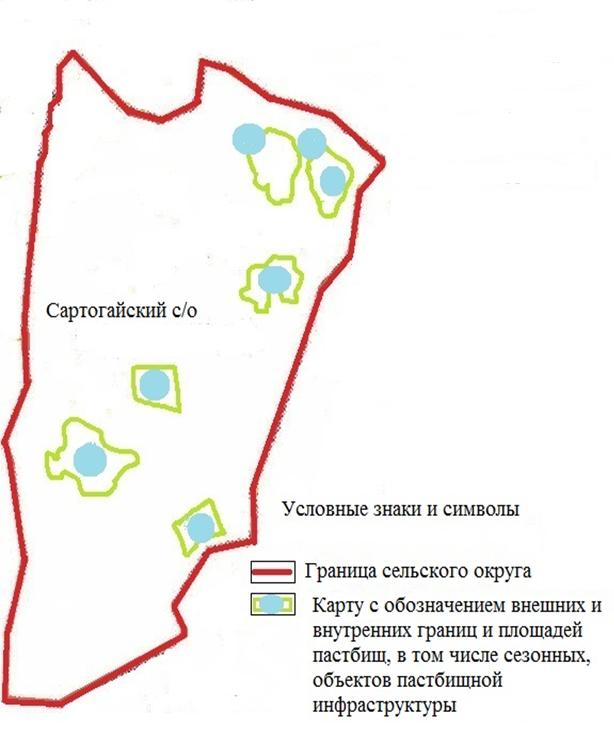 Сартогайский с/о
Условные знаки и символы
Граница сельского округа
Карту с обозначением внешних и
внутренних границ и площадей
пастбищ, в том числе сезонных,
объектов пастбищной
инфраструктуры